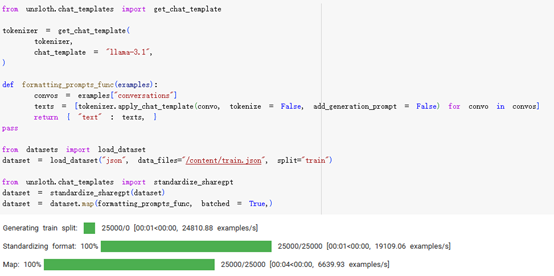 from unsloth.chat_templates import get_chat_template
tokenizer = get_chat_template(
tokenizer,
chat_template = "llama-3.1",
)
def formatting_prompts_func(examples):
convos = examples["conversations"]
texts = [tokenizer.apply_chat_template(convo, tokenize = False, add_generation_prompt = False) for convo in convos]
return { "text" : texts, }
pass
from datasets import load_dataset
dataset = load_dataset("json", data_files="/content/train.json", split="train")
from unsloth.chat_templates import standardize_sharegpt
dataset = standardize_sharegpt(dataset)
dataset = dataset.map(formatting_prompts_func, batched = True,)
Generating train split: 25000/0 [00:01<00:00, 24810.88 examples/s]
Standardizing format: 100% 25000/25000 [00:01<00:00, 19109.06 examples/s]
Map: 100% 25000/25000 [00:04<00:00, 6639.93 examples/s]